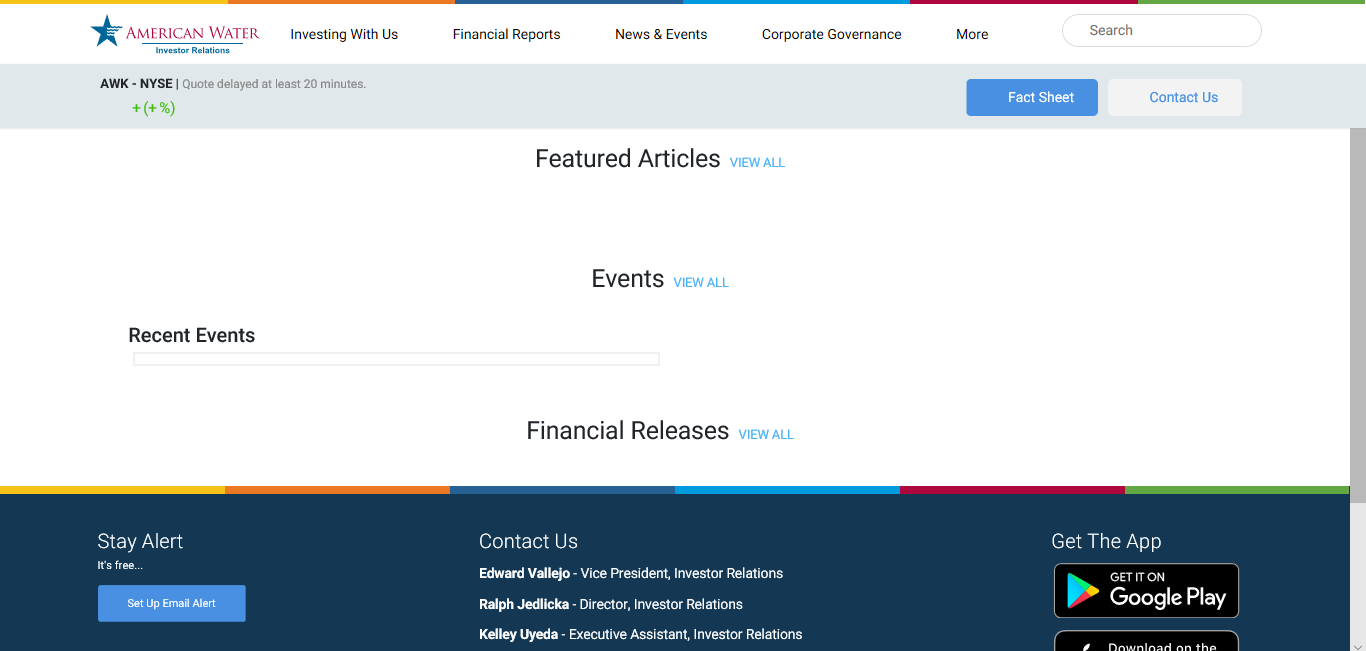 AMERICAN WATER
Investor Relations
Investing With Us
Financial Reports
News & Events
Corporate Governance
More
Search
AWK - NYSE | Quote delayed at least 20 minutes.
+ (+ %)
Fact Sheet
Contact Us
Featured Articles VIEW ALL
Events VIEW ALL
Recent Events
Financial Releases VIEW ALL
Stay Alert
It's free...
Set Up Email Alert
Contact Us
Edward Vallejo - Vice President, Investor Relations
Ralph Jedlicka - Director, Investor Relations
Kelley Uyeda - Executive Assistant, Investor Relations
Get The App
GET IT ON
Google Play
Download on the